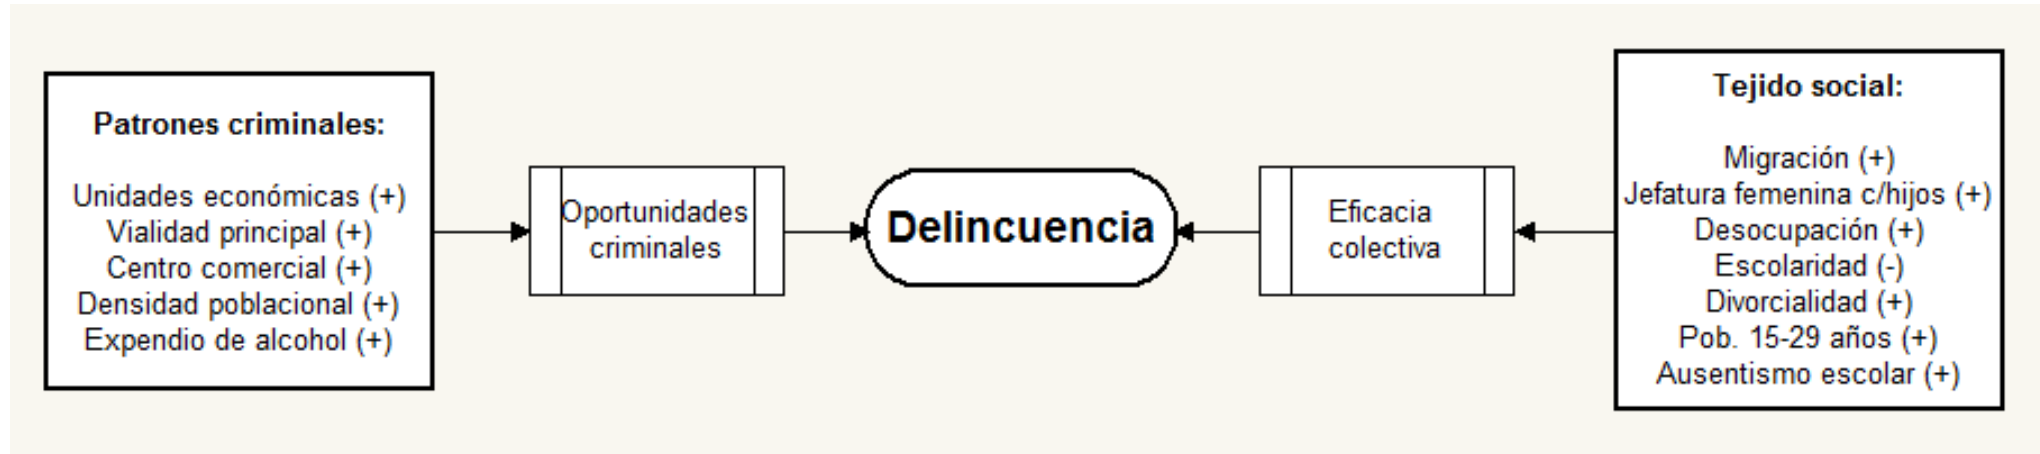 Patrones criminales:
Unidades económicas (+)
Vialidad principal (+)
Centro comercial (+)
Densidad poblacional (+)
Expendio de alcohol (+)
Oportunidades
criminales
Delincuencia
Eficacia
colectiva
Tejido social:
Migración (+)
Jefatura femenina c/hijos (+)
Desocupación (+)
Escolaridad (-)
Divorcialidad (+)
Pob. 15-29 años (+)
Ausentismo escolar (+)